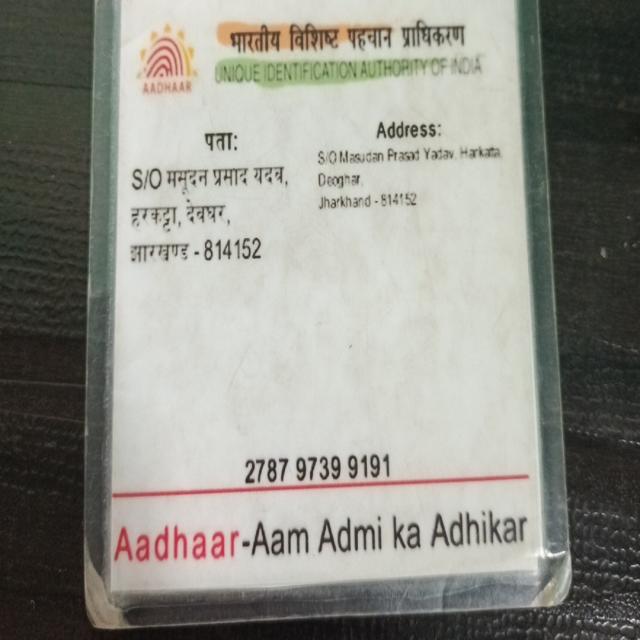 भारतीय विशिष्ट पहचान प्राधिकरण
UNIQUE IDENTIFICATION AUTHORITY OF INDIA
AADHAAR
पता:
S/O मसूदन प्रसाद यदव,
हरकट्टा, देवघर,
झारखण्ड - 814152
Address:
S/O Masudan Prasad Yadav, Harkatta,
Deoghar,
Jharkhand - 814152
2787 9739 9191
Aadhaar-Aam Admi ka Adhikar